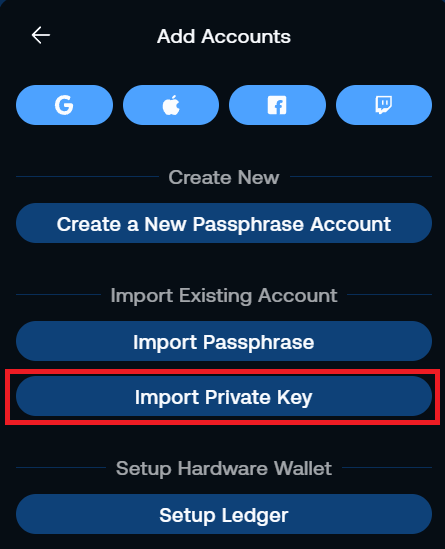 Add Accounts
Create New
Create a New Passphrase Account
Import Existing Account
Import Passphrase
Import Private Key
Setup Hardware Wallet
Setup Ledger